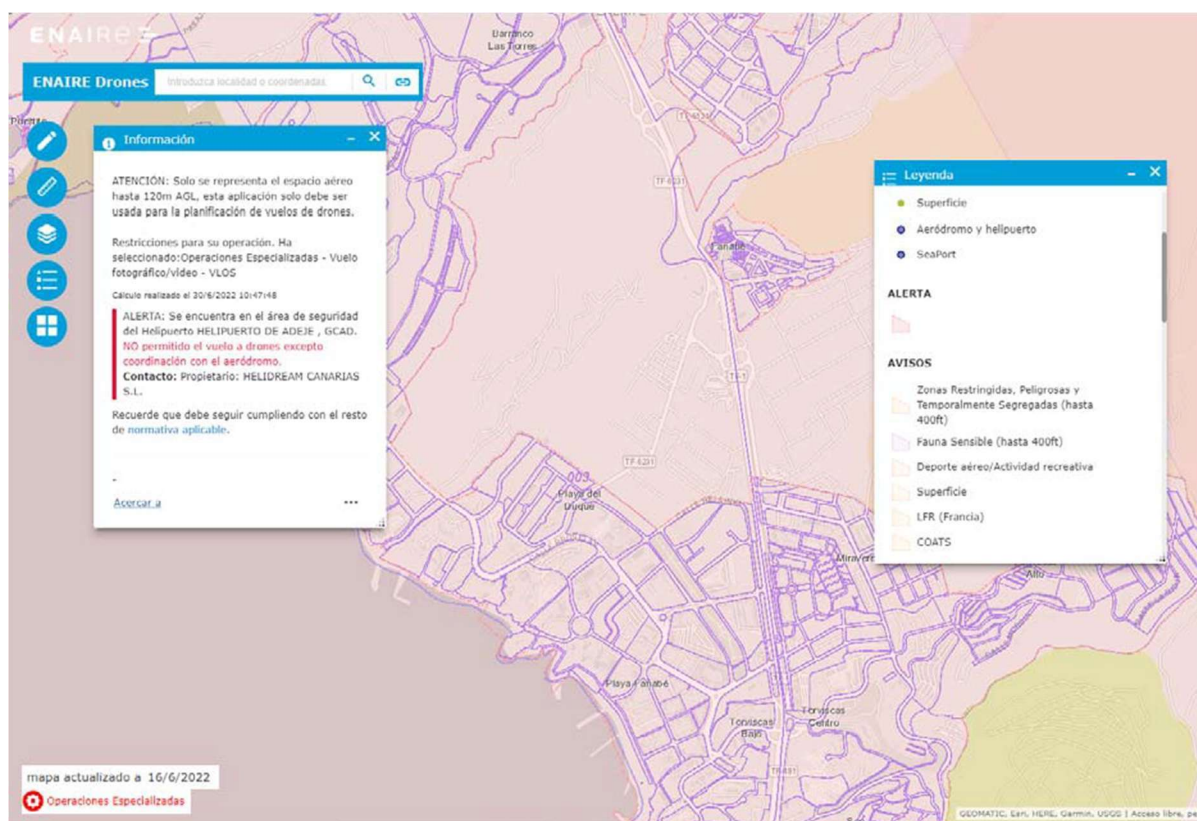 ENAIRE
ENAIRE Drones
Introduzca localidad o coordenadas
Barranco
Las Torres
Información
ATENCIÓN: Solo se representa el espacio aéreo
hasta 120m AGL, esta aplicación solo debe ser
usada para la planificación de vuelos de drones.
Restricciones para su operación. Ha
seleccionado:Operaciones Especializadas - Vuelo
fotográfico/vídeo - VLOS
Cálculo realizado el 30/6/2022 10:47:48
ALERTA: Se encuentra en el área de seguridad
del Helipuerto HELIPUERTO DE ADEJE , GCAD.
NO permitido el vuelo a drones excepto
coordinación con el aeródromo.
Contacto: Propietario: HELIDREAM CANARIAS
S.L.
Recuerde que debe seguir cumpliendo con el resto
de normativa aplicable.
-
Acercar a
Fañabé
TF-1
TF-6231
003
Playa del
Duque
Playa Fañabé
Torviscas
Bajo
Torviscas
Centro
TF-481
Alto
Leyenda
Superficie
Aeródromo y helipuerto
SeaPort
ALERTA
AVISOS
Zonas Restringidas, Peligrosas y
Temporalmente Segregadas (hasta
400ft)
Fauna Sensible (hasta 400ft)
Deporte aéreo/Actividad recreativa
Superficie
LFR (Francia)
COATS
mapa actualizado a 16/6/2022
Operaciones Especializadas
GEOMATIC, Esri, HERE, Garmin, USGS | Acceso libre, pe